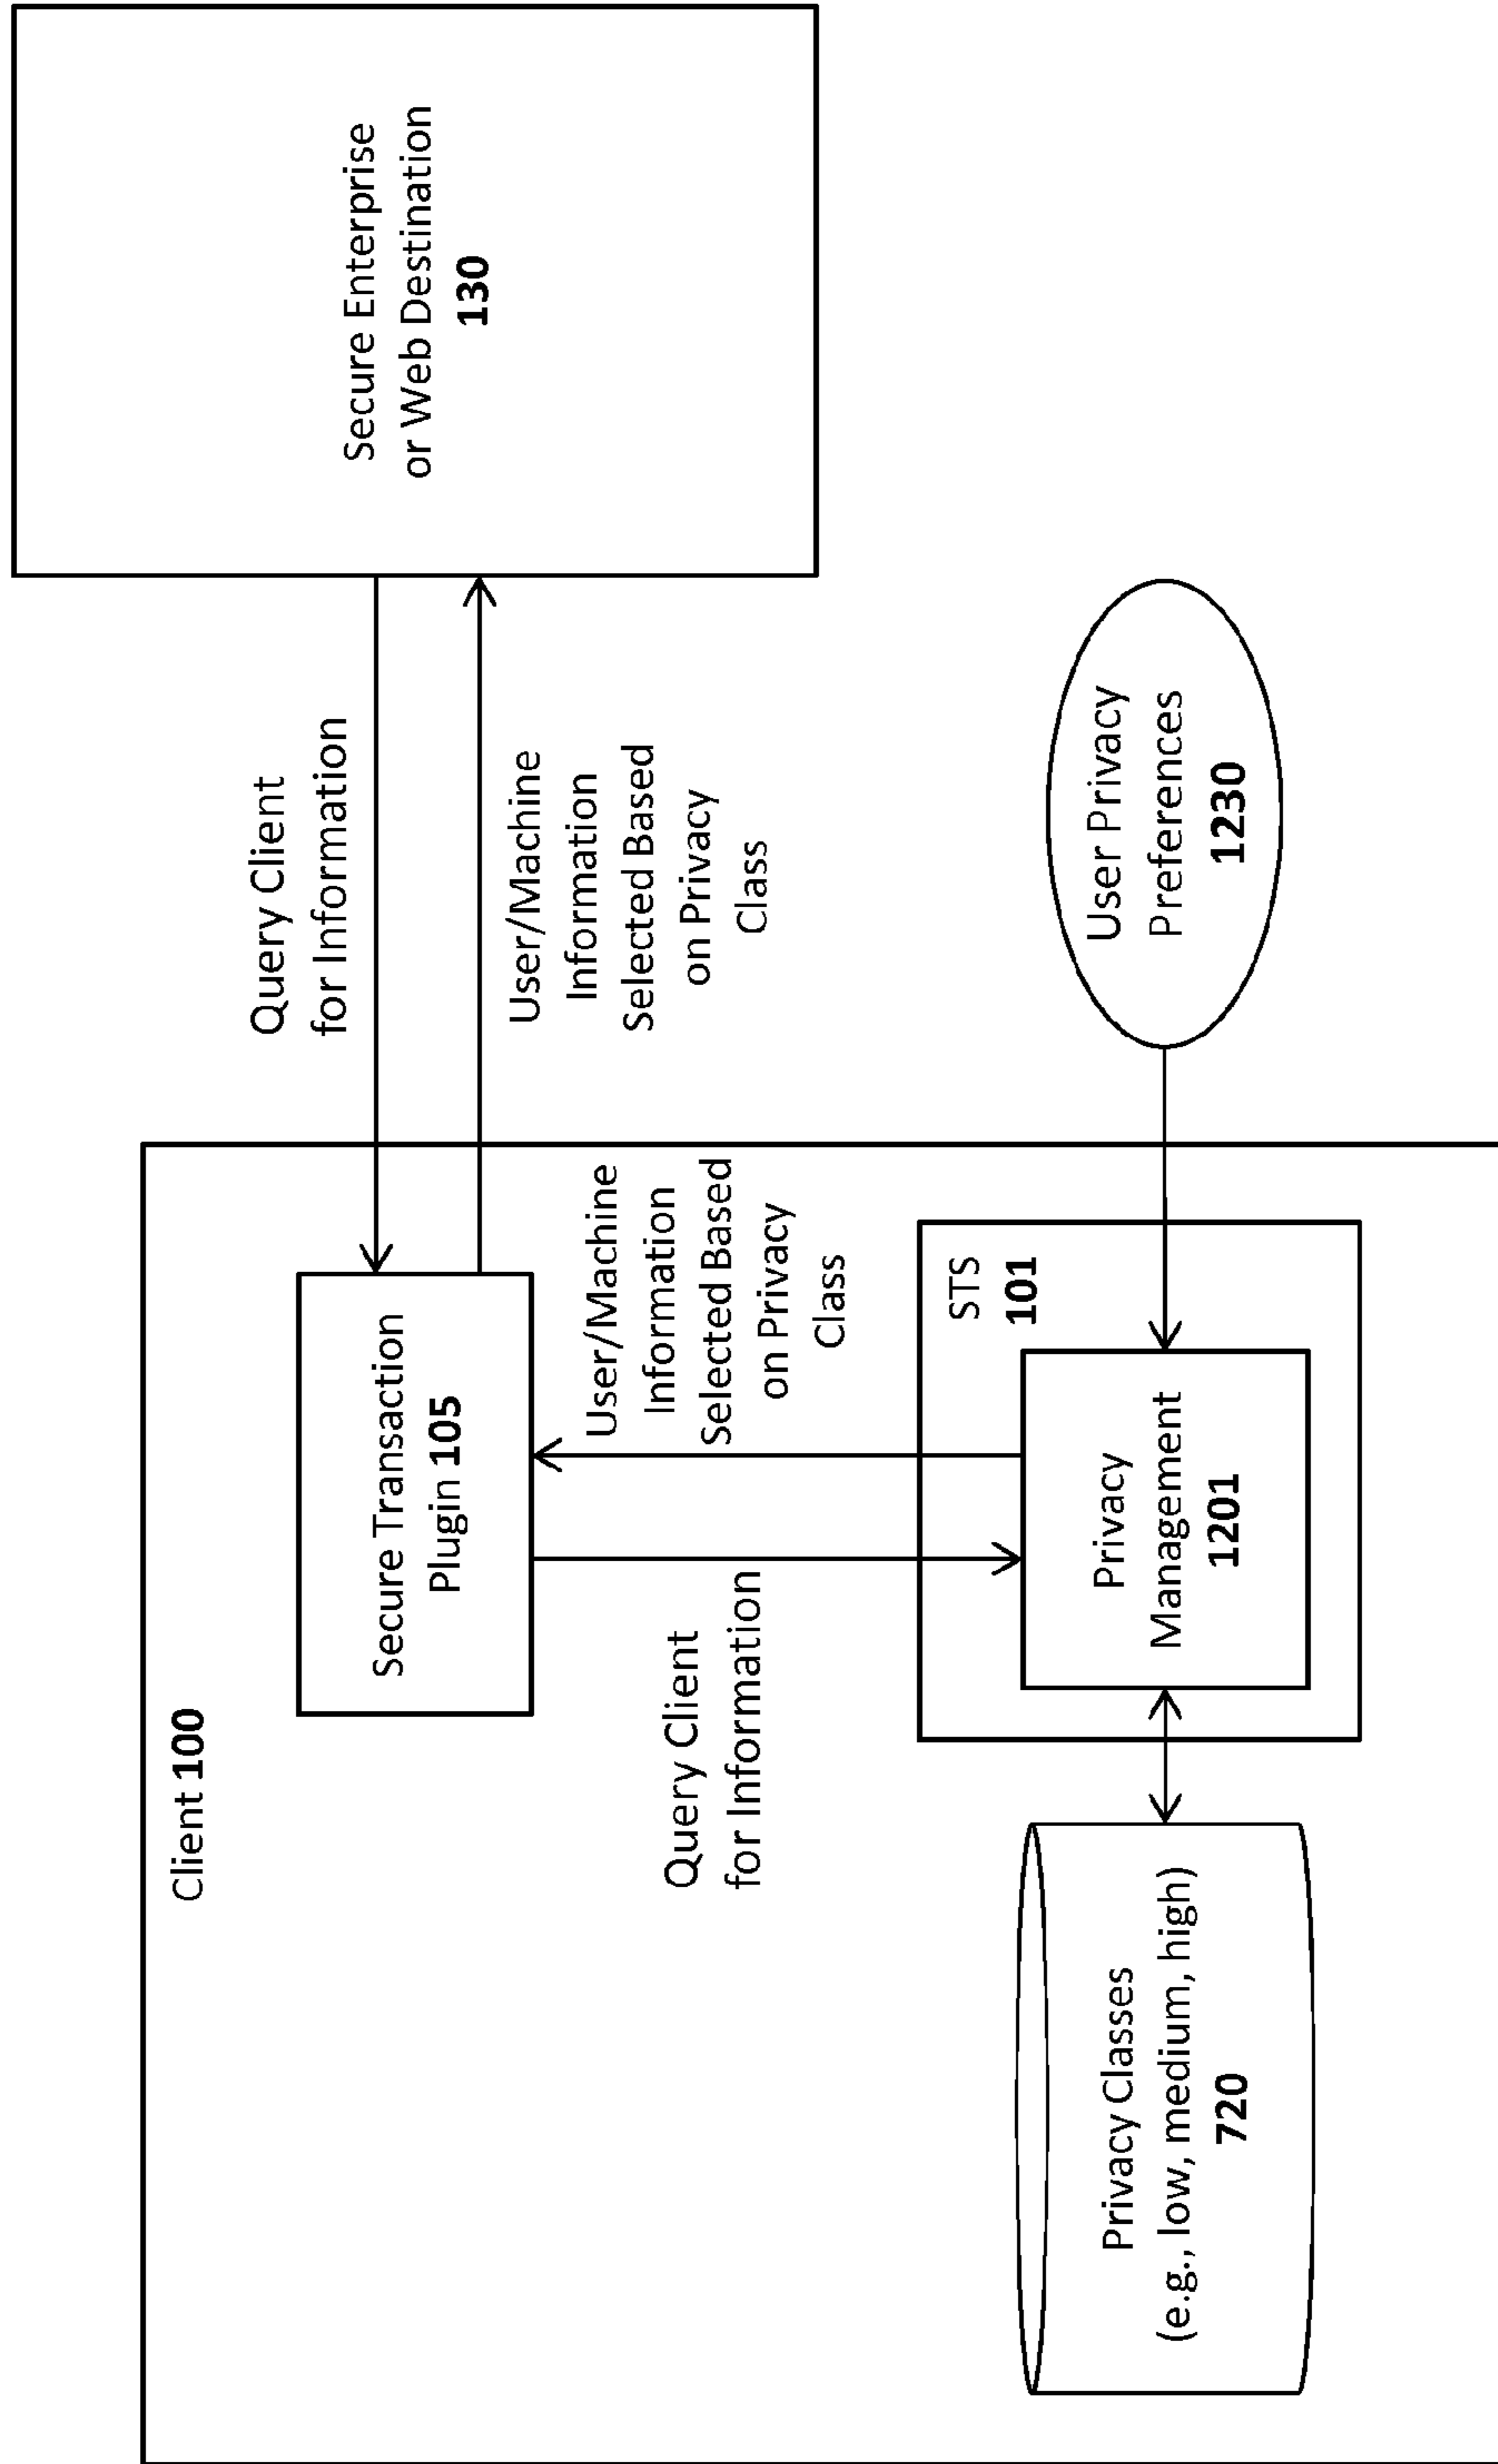 Client 100
Secure Transaction
Plugin 105
Query Client
for Information
User/Machine
Information
Selected Based
on Privacy
Class
Secure Enterprise
or Web Destination
130
Query Client
for Information
User/Machine
Information
Selected Based
on Privacy
Class
STS
101
Privacy Classes
(e.g., low, medium, high)
720
Privacy
Management
1201
User Privacy
Preferences
1230